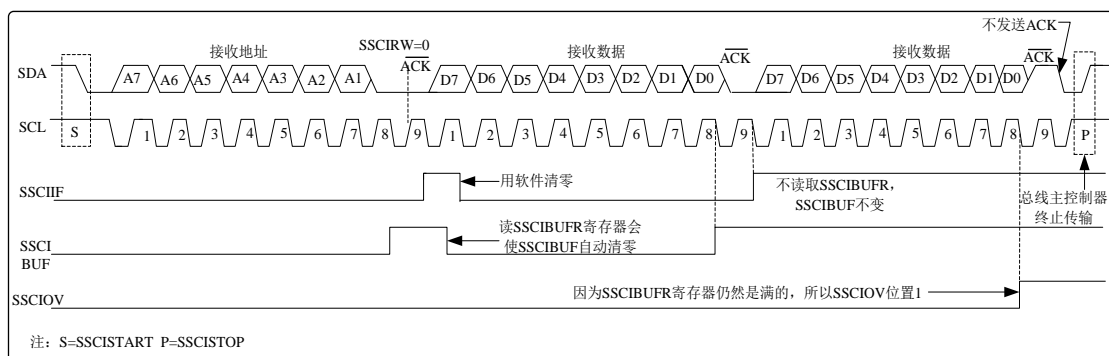 不发送ACK
接收地址 SSCIRW=0 接收数据 接收数据
ACK ACK ACK
SDA A7 A6 A5 A4 A3 A2 A1 D7 D6 D5 D4 D3 D2 D1 D0 D7 D6 D5 D4 D3 D2 D1 D0
SCL S 1 2 3 4 5 6 7 8 9 1 2 3 4 5 6 7 8 9 1 2 3 4 5 6 7 8 9 P
SSCIIF 用软件清零 不读取SSCIBUFR,
SSCIBUF不变
总线主控制器
终止传输
SSCI
BUF
读SSCIBUFR寄存器会
使SSCIBUF自动清零
SSCIOV 因为SSCIBUFR寄存器仍然是满的，所以SSCIOV位置1
注：S=SSCISTART P=SSCISTOP